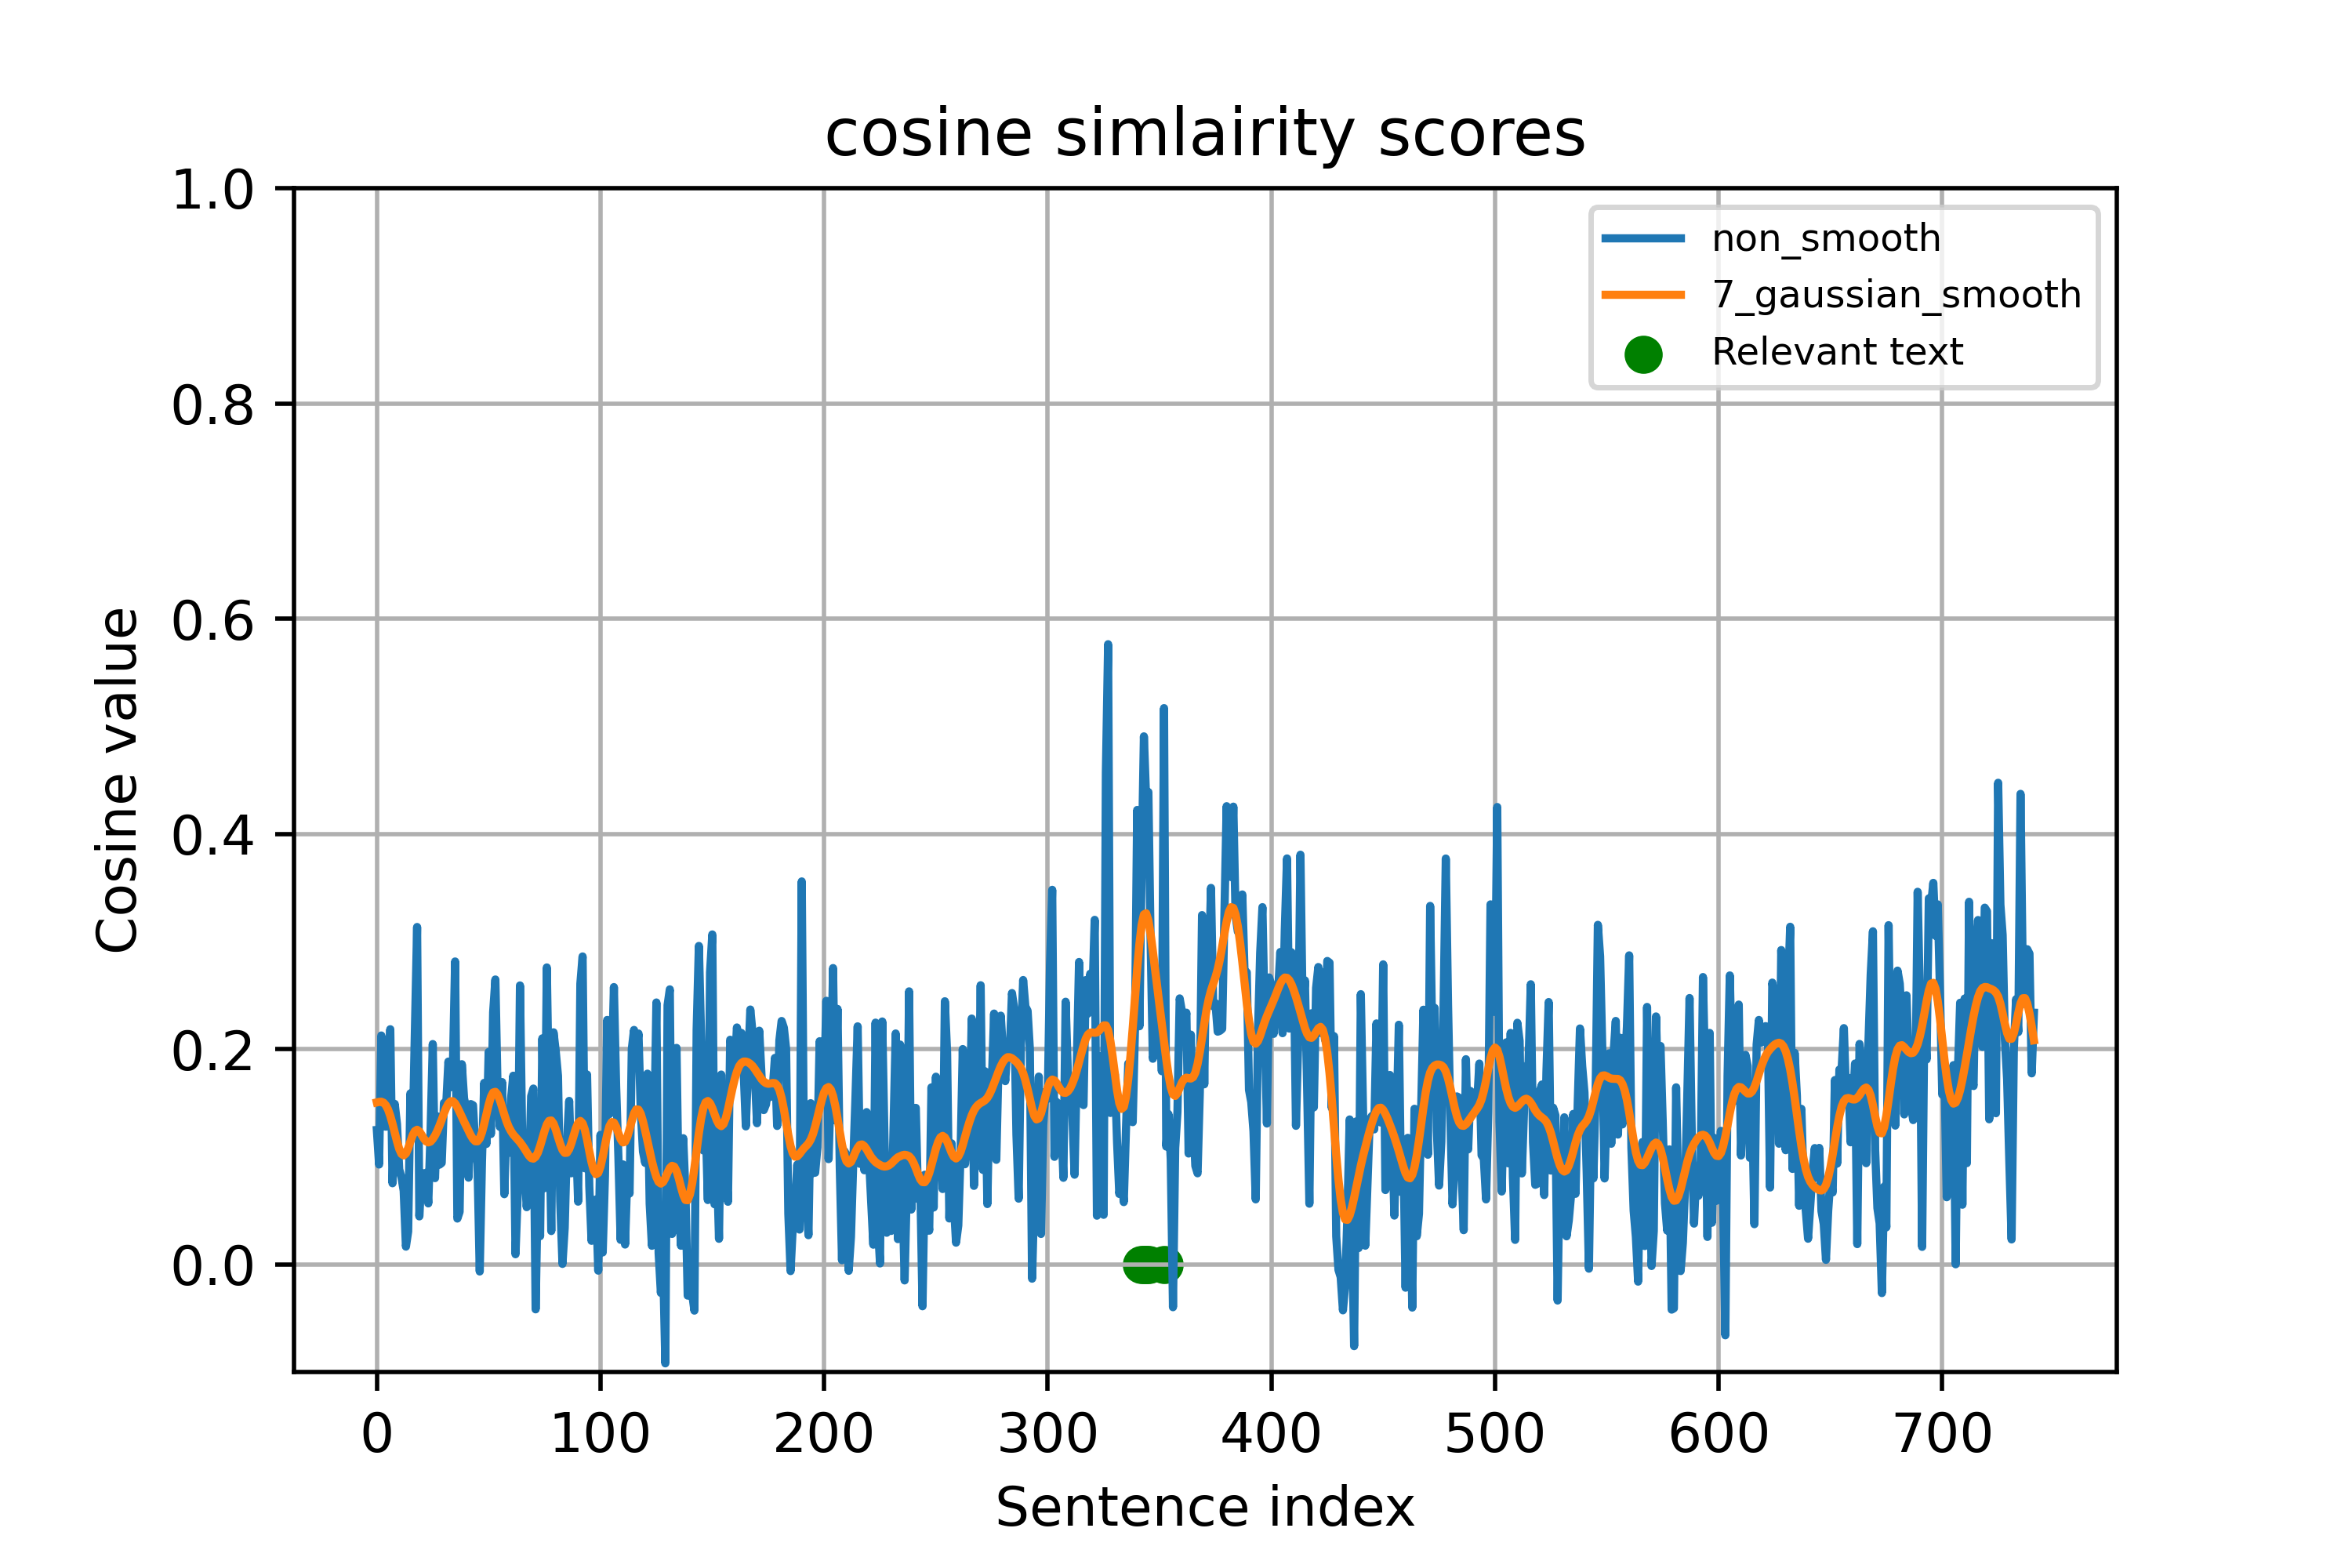 cosine simlairity scores
1.0
0.8
0.6
0.4
0.2
0.0
Cosine value
non_smooth
7_gaussian_smooth
Relevant text
0 100 200 300 400 500 600 700
Sentence index